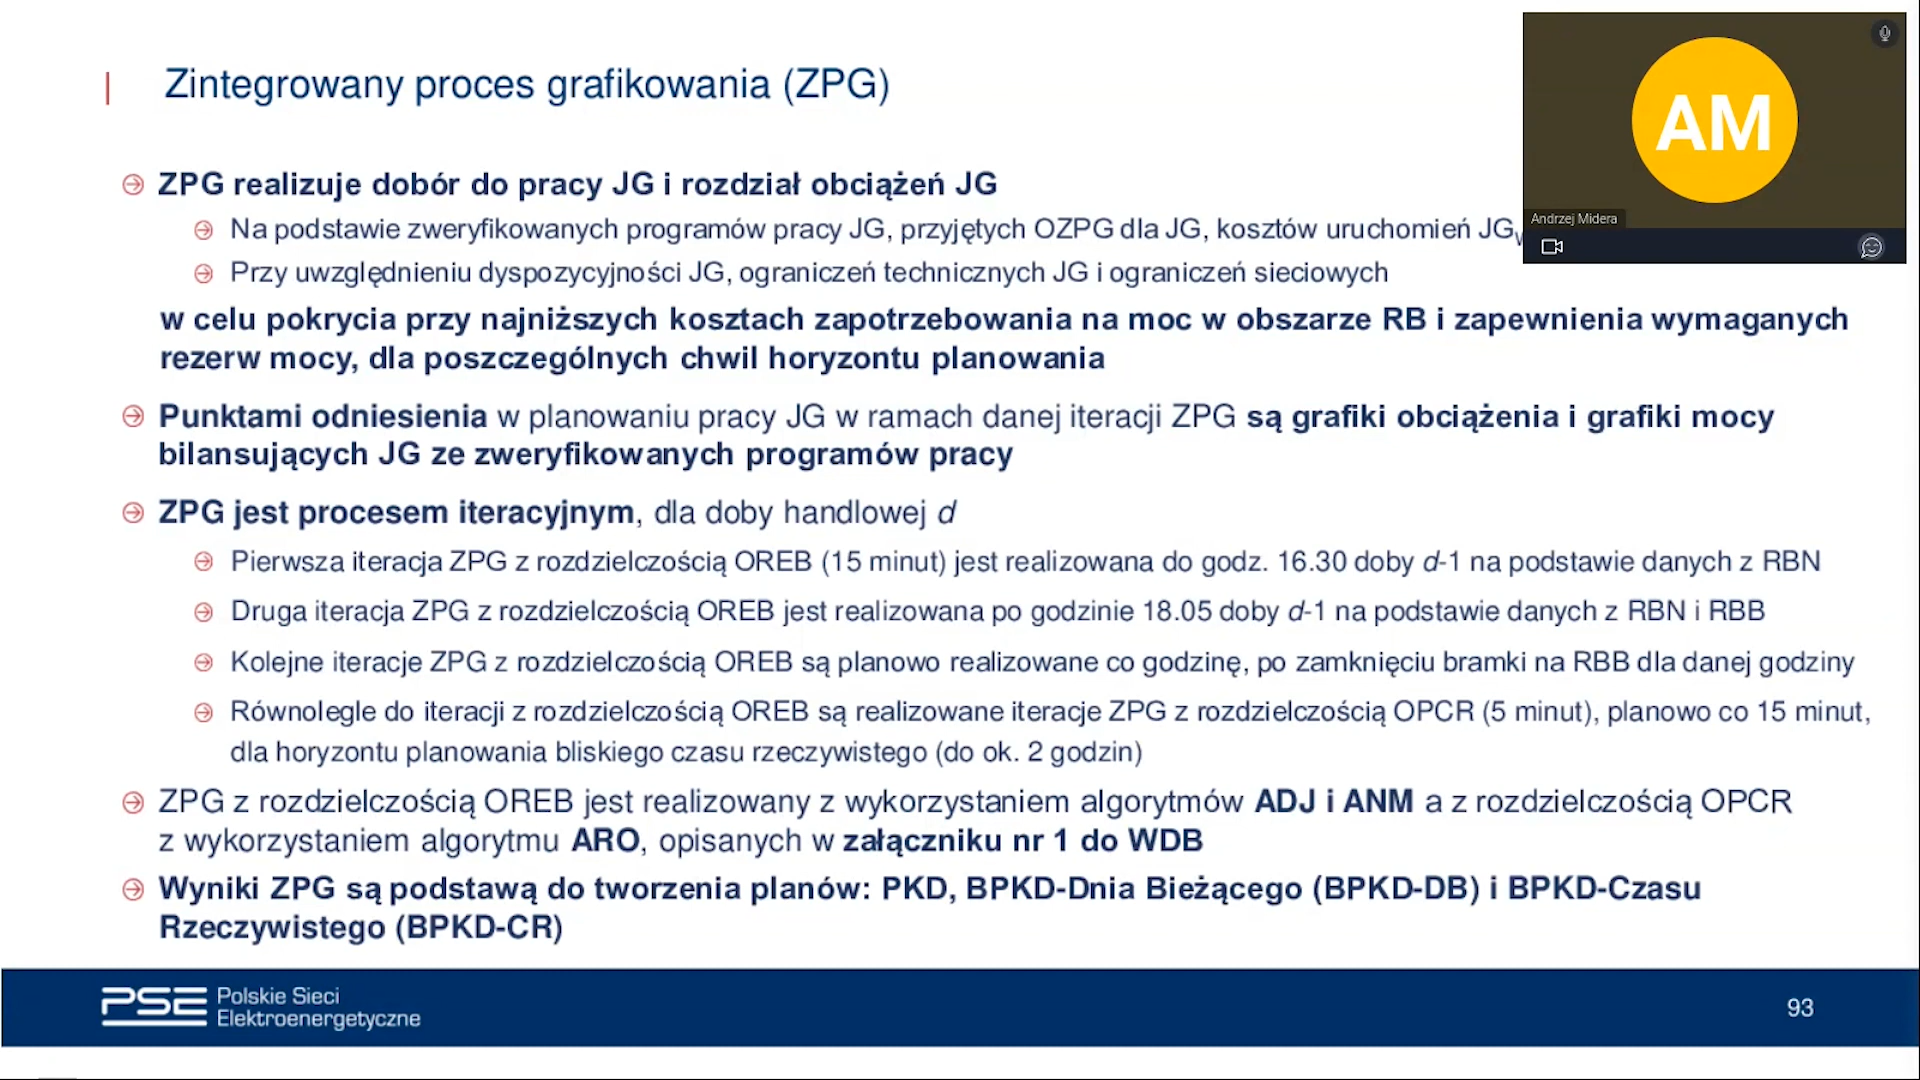 Zintegrowany proces grafikowania (ZPG)
AM
Andrzej Midera
ZPG realizuje dobór do pracy JG i rozdział obciążeń JG
Na podstawie zweryfikowanych programów pracy JG, przyjętych OZPG dla JG, kosztów uruchomień JG
Przy uwzględnieniu dyspozycyjności JG, ograniczeń technicznych JG i ograniczeń sieciowych
w celu pokrycia przy najniższych kosztach zapotrzebowania na moc w obszarze RB i zapewnienia wymaganych
rezerw mocy, dla poszczególnych chwil horyzontu planowania
Punktami odniesienia w planowaniu pracy JG w ramach danej iteracji ZPG są grafiki obciążenia i grafiki mocy
bilansujących JG ze zweryfikowanych programów pracy
ZPG jest procesem iteracyjnym, dla doby handlowej d
Pierwsza iteracja ZPG z rozdzielczością OREB (15 minut) jest realizowana do godz. 16.30 doby d-1 na podstawie danych z RBN
Druga iteracja ZPG z rozdzielczością OREB jest realizowana po godzinie 18.05 doby d-1 na podstawie danych z RBN i RBB
Kolejne iteracje ZPG z rozdzielczością OREB są planowo realizowane co godzinę, po zamknięciu bramki na RBB dla danej godziny
Równolegle do iteracji z rozdzielczością OREB są realizowane iteracje ZPG z rozdzielczością OPCR (5 minut), planowo co 15 minut,
dla horyzontu planowania bliskiego czasu rzeczywistego (do ok. 2 godzin)
ZPG z rozdzielczością OREB jest realizowany z wykorzystaniem algorytmów ADJ i ANM a z rozdzielczością OPCR
z wykorzystaniem algorytmu ARO, opisanych w załączniku nr 1 do WDB
Wyniki ZPG są podstawą do tworzenia planów: PKD, BPKD-Dnia Bieżącego (BPKD-DB) i BPKD-Czasu
Rzeczywistego (BPKD-CR)
PSE Polskie Sieci
Elektroenergetyczne
93